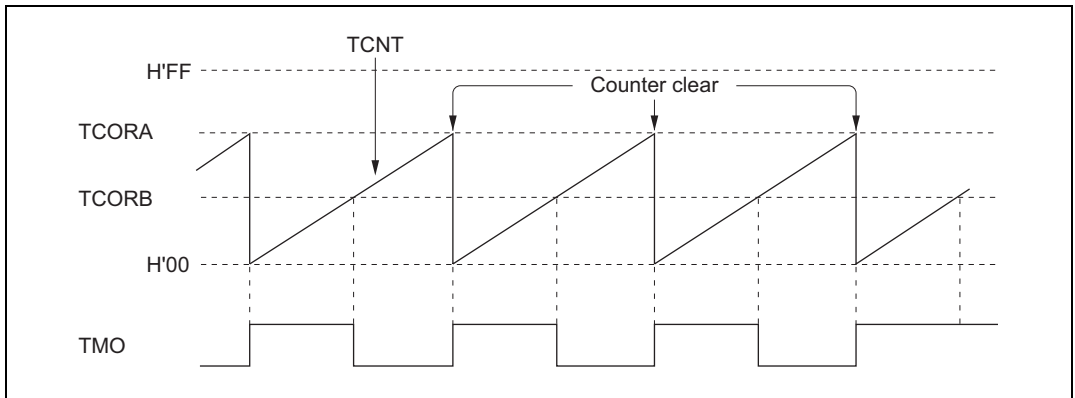 TCNT
H'FF
Counter clear
TCORA
TCORB
H'00
TMO